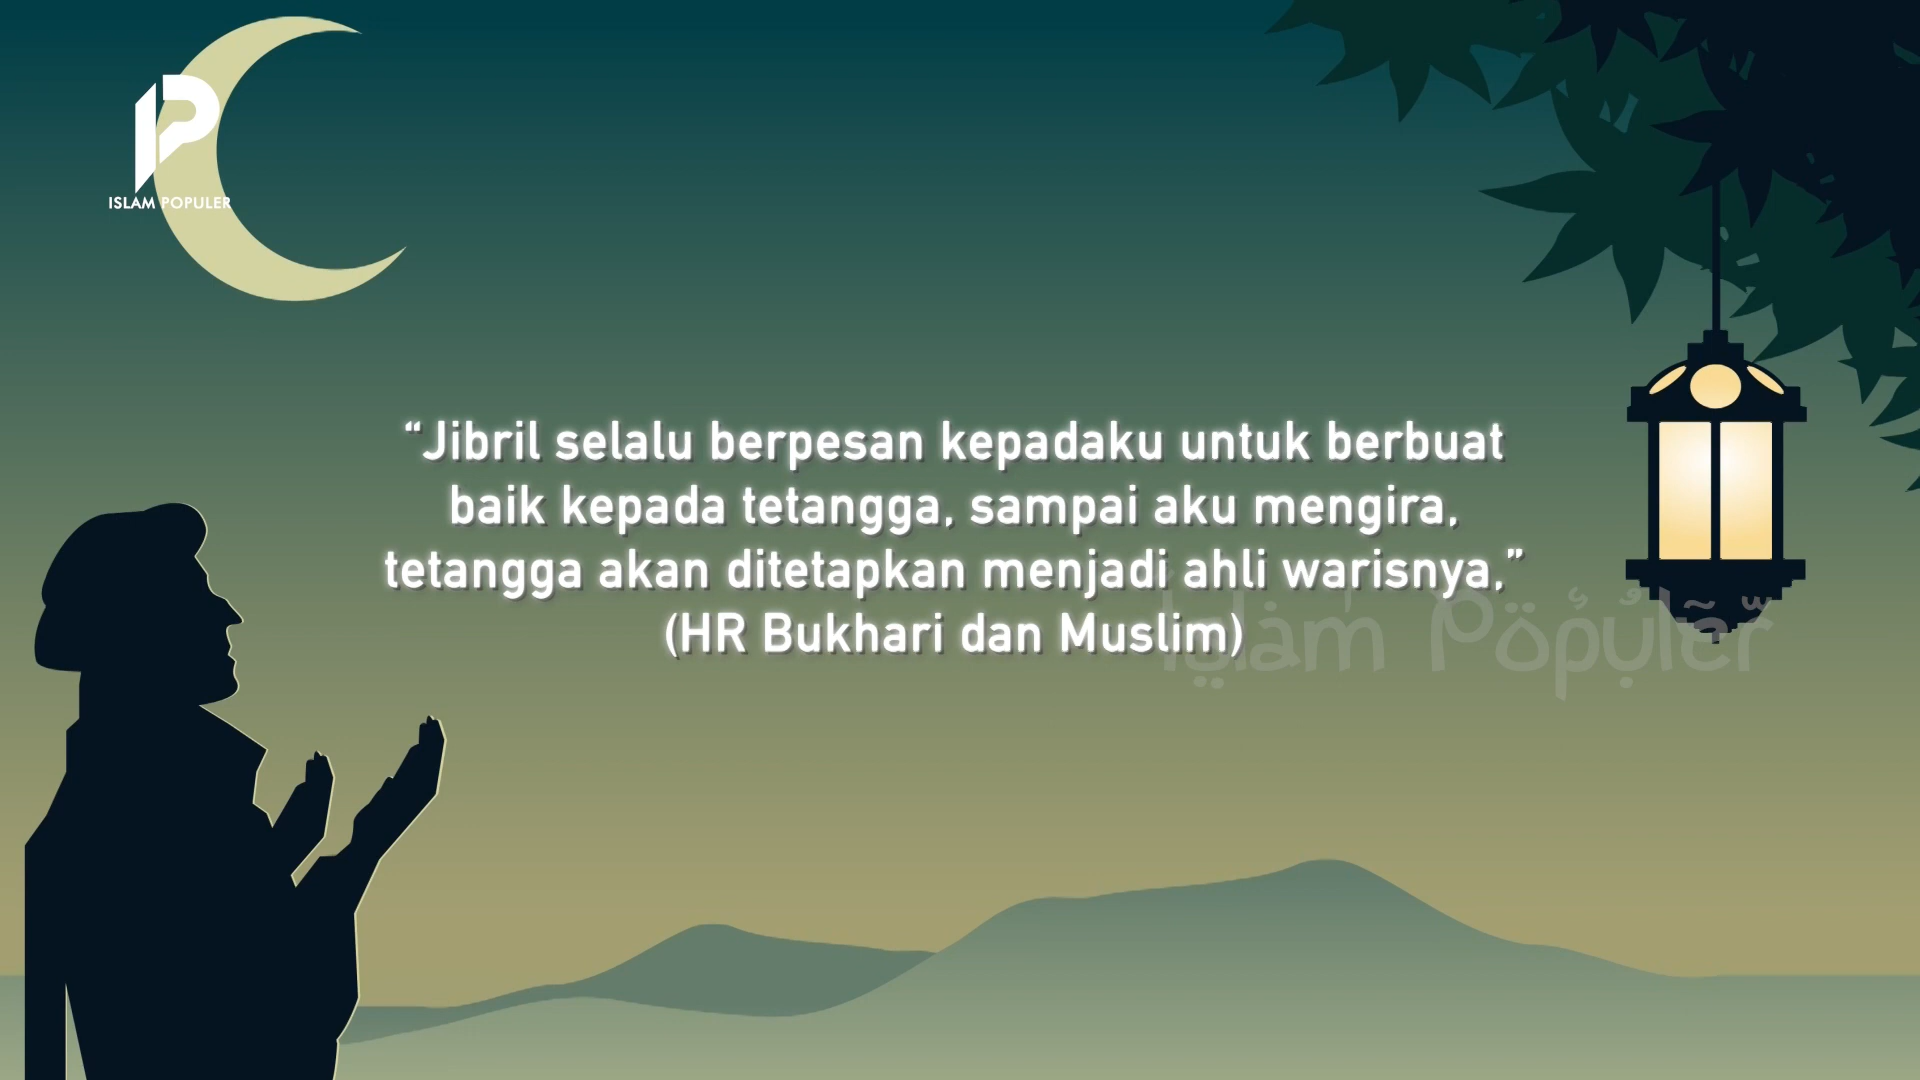 ISLAM POPULER
“Jibril selalu berpesan kepadaku untuk berbuat
baik kepada tetangga, sampai aku mengira,
tetangga akan ditetapkan menjadi ahli warisnya,”
(HR Bukhari dan Muslim)
Islam Populer